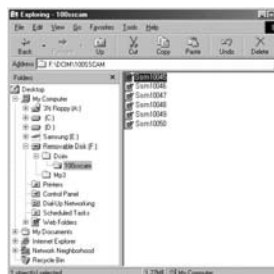 Exploring - 100sscam
File Edit View Go Favorites Tools Help
Back Up Cut Copy Paste Undo Delete
Address F:\DCIM\100SSCAM
Folders
Desktop
My Computer
3½ Floppy (A:)
(C:)
(D:)
Samsung (E:)
Removable Disk (F:)
Dcim
100sscam
Mp3
Printers
Control Panel
Dial-Up Networking
Scheduled Tasks
Web Folders
My Documents
Internet Explorer
Network Neighborhood
Recycle Bin
Ssm10045
Ssm10046
Ssm10047
Ssm10048
Ssm10049
Ssm10050
1 object(s) selected
My Computer